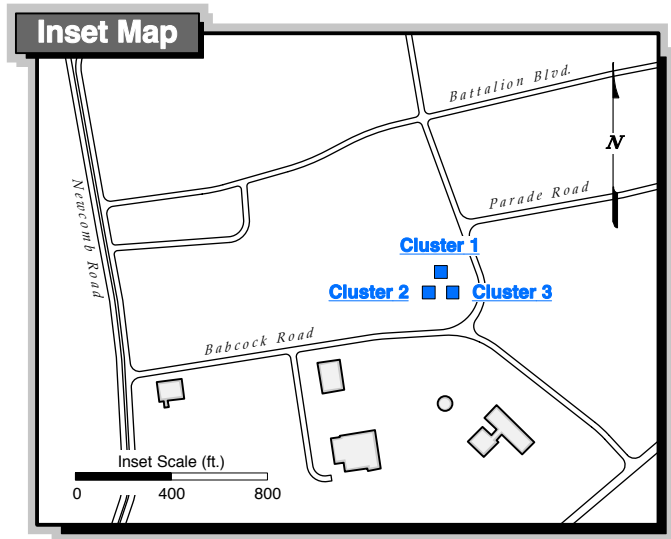 Inset Map
Battalion Blvd.
N
Newcomb Road
Parade Road
Cluster 1
Cluster 2
Cluster 3
Babcock Road
Inset Scale (ft.)
0 400 800